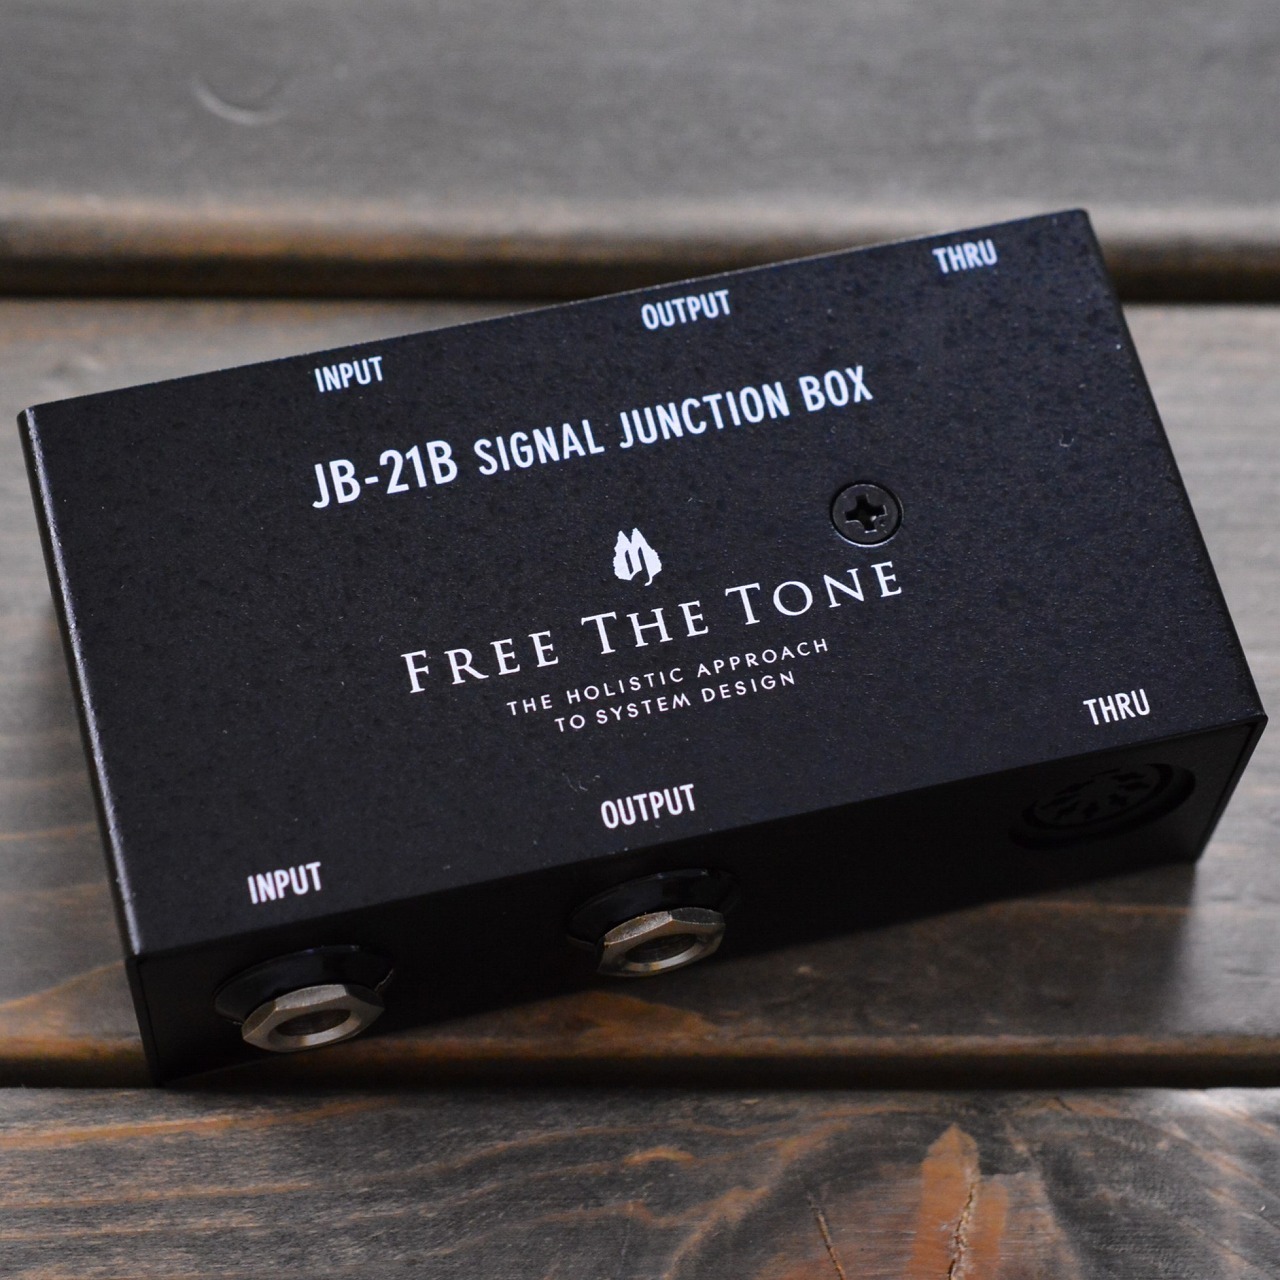 INPUT OUTPUT THRU
JB-21B SIGNAL JUNCTION BOX
FREE THE TONE
THE HOLISTIC APPROACH
TO SYSTEM DESIGN
INPUT OUTPUT THRU